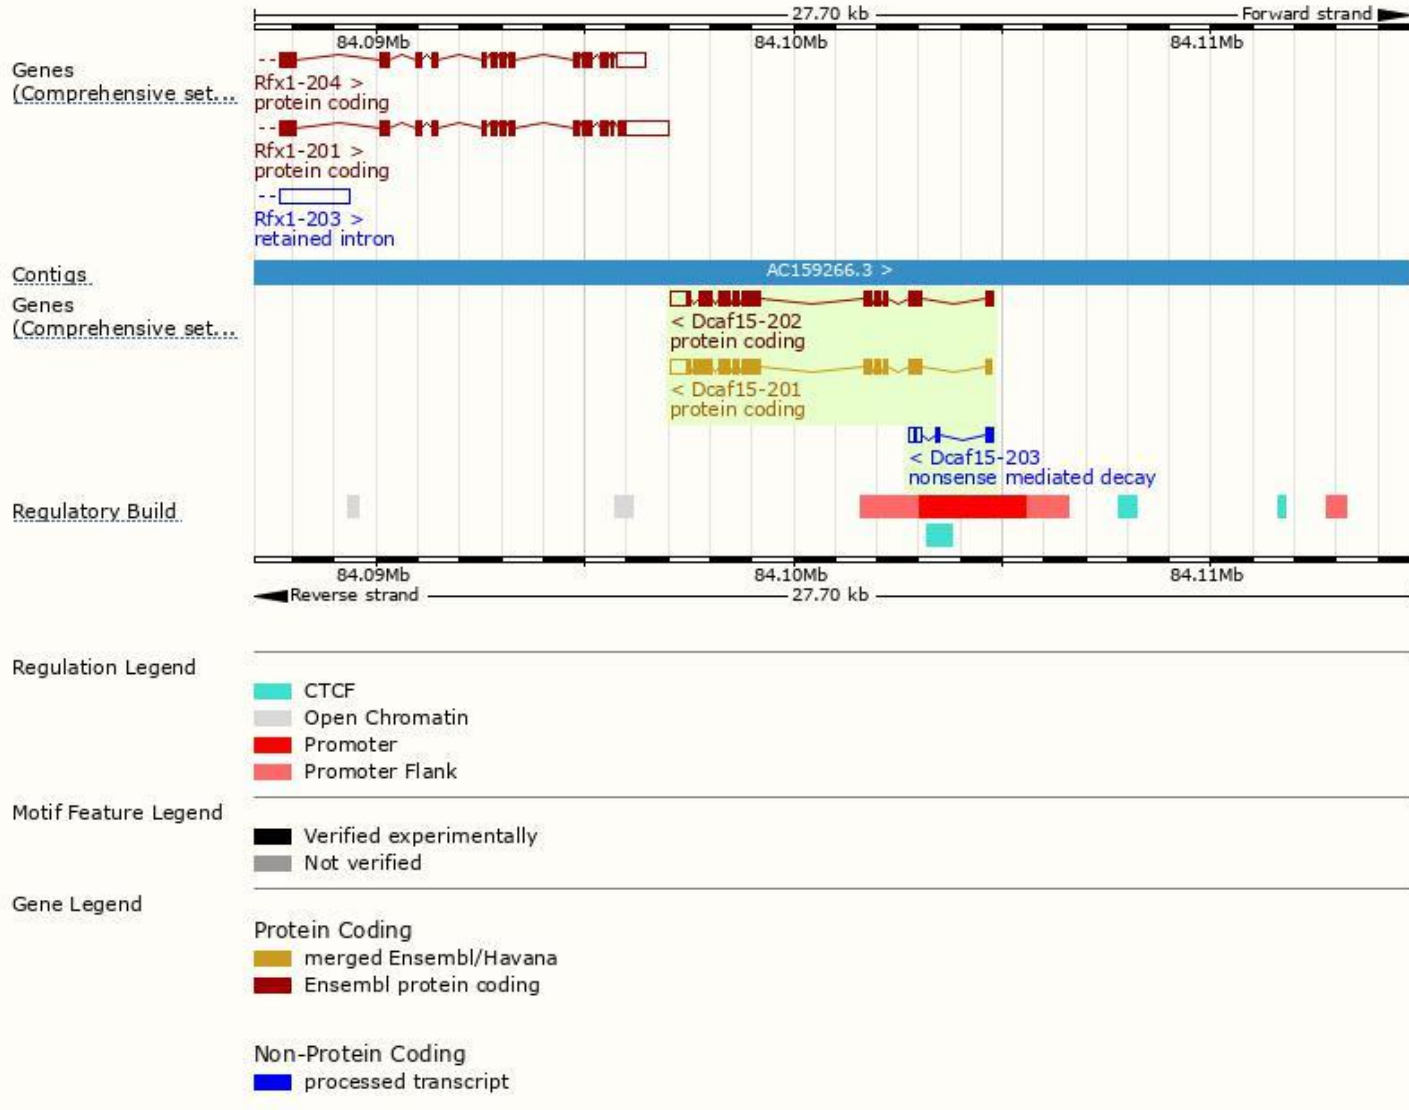 27.70 kb
Forward strand
84.09Mb 84.10Mb 84.11Mb
Genes
(Comprehensive set...
Rfx1-204 >
protein coding
Rfx1-201 >
protein coding
Rfx1-203 >
retained intron
Contigs
AC159266.3 >
Genes
(Comprehensive set...
< Dcaf15-202
protein coding
< Dcaf15-201
protein coding
< Dcaf15-203
nonsense mediated decay
Regulatory Build
84.09Mb 84.10Mb 84.11Mb
Reverse strand
27.70 kb
Regulation Legend
CTCF
Open Chromatin
Promoter
Promoter Flank
Motif Feature Legend
Verified experimentally
Not verified
Gene Legend
Protein Coding
merged Ensembl/Havana
Ensembl protein coding
Non-Protein Coding
processed transcript